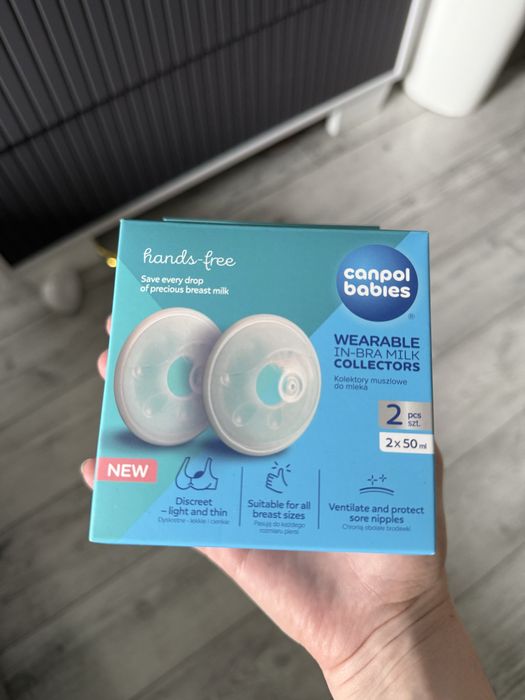 hands-free
Save every drop
of precious breast milk
canpol
babies
®
WEARABLE
IN-BRA MILK
COLLECTORS
Kolektory muszlowe
do mleka
2 pcs
szt.
2 x 50 ml
NEW
Discreet
– light and thin
Dyskretne - lekkie i cienkie
Suitable for all
breast sizes
Pasują do każdego
rozmiaru piersi
Ventilate and protect
sore nipples
Chronią obolałe brodawki